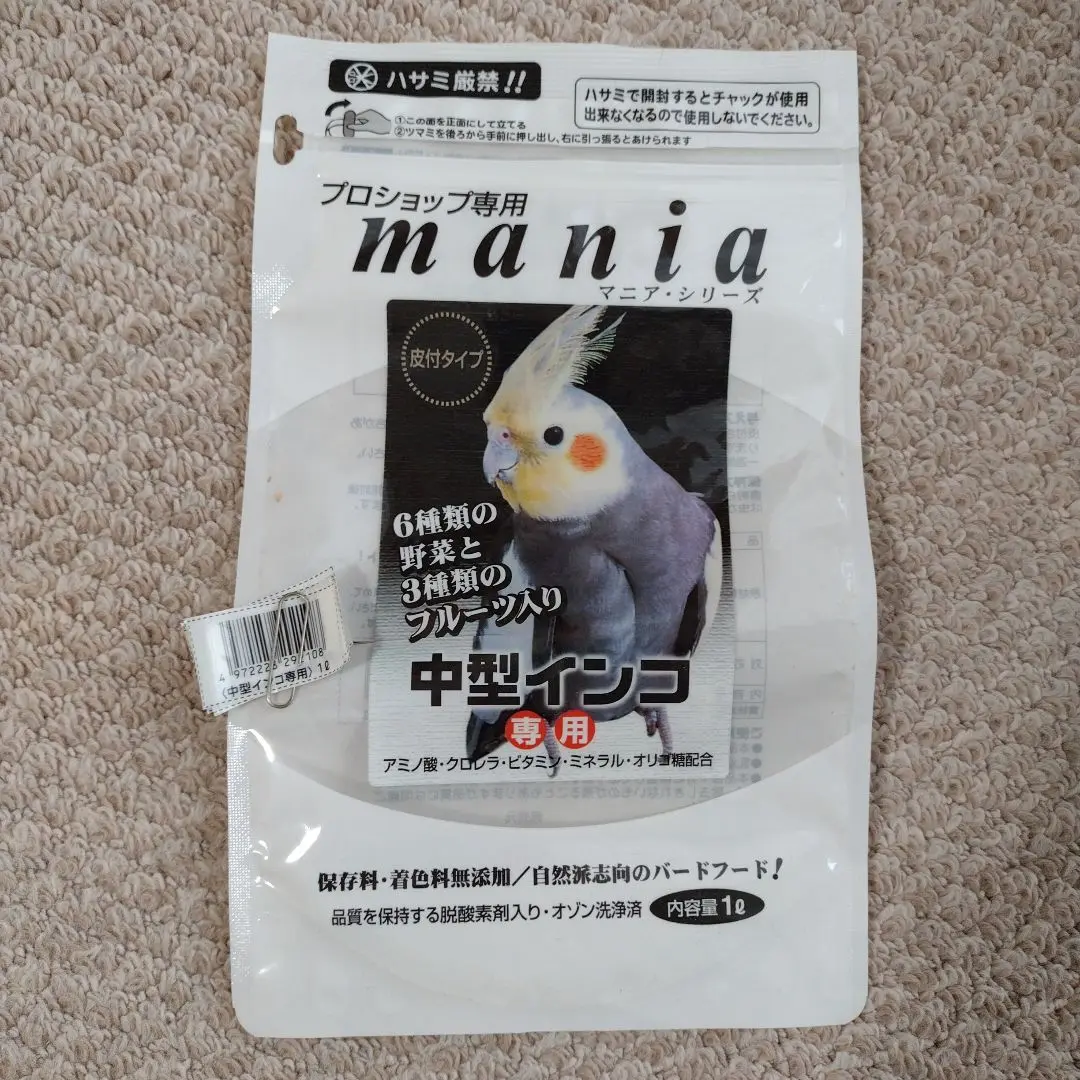 ハサミ厳禁!!
ハサミで開封するとチャックが使用
出来なくなるので使用しないでください。
①この面を正面にして立てる
②ツマミを後ろから手前に押し出し、右に引っ張るとあけられます
プロショップ専用
mania
マニア・シリーズ
皮付タイプ
6種類の
野菜と
3種類の
フルーツ入り
中型インコ
専用
アミノ酸・クロレラ・ビタミン・ミネラル・オリゴ糖配合
〈中型インコ専用〉1ℓ
保存料・着色料無添加/自然派志向のバードフード!
品質を保持する脱酸素剤入り・オゾン洗浄済
内容量1ℓ